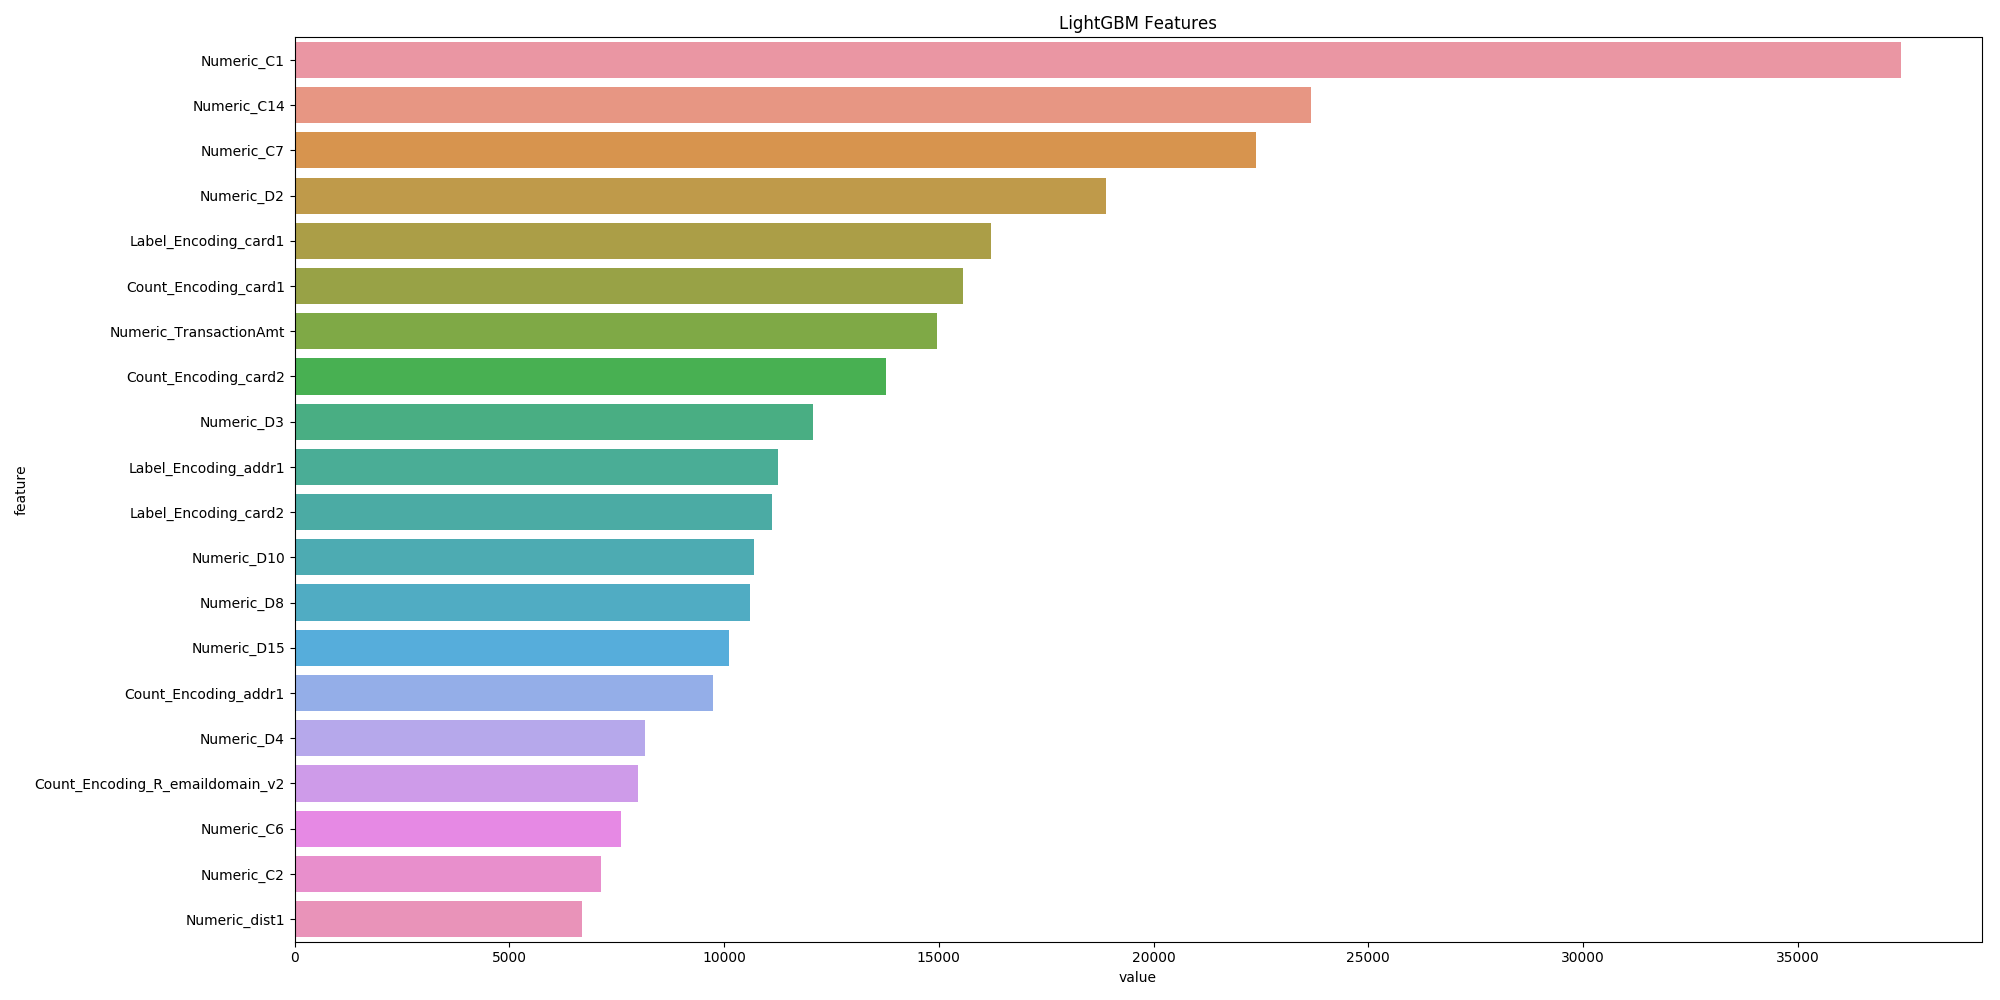 LightGBM Features
Numeric_C1
Numeric_C14
Numeric_C7
Numeric_D2
Label_Encoding_card1
Count_Encoding_card1
Numeric_TransactionAmt
Count_Encoding_card2
Numeric_D3
Label_Encoding_addr1
Label_Encoding_card2
Numeric_D10
Numeric_D8
Numeric_D15
Count_Encoding_addr1
Numeric_D4
Count_Encoding_R_emaildomain_v2
Numeric_C6
Numeric_C2
Numeric_dist1
feature
0 5000 10000 15000 20000 25000 30000 35000
value